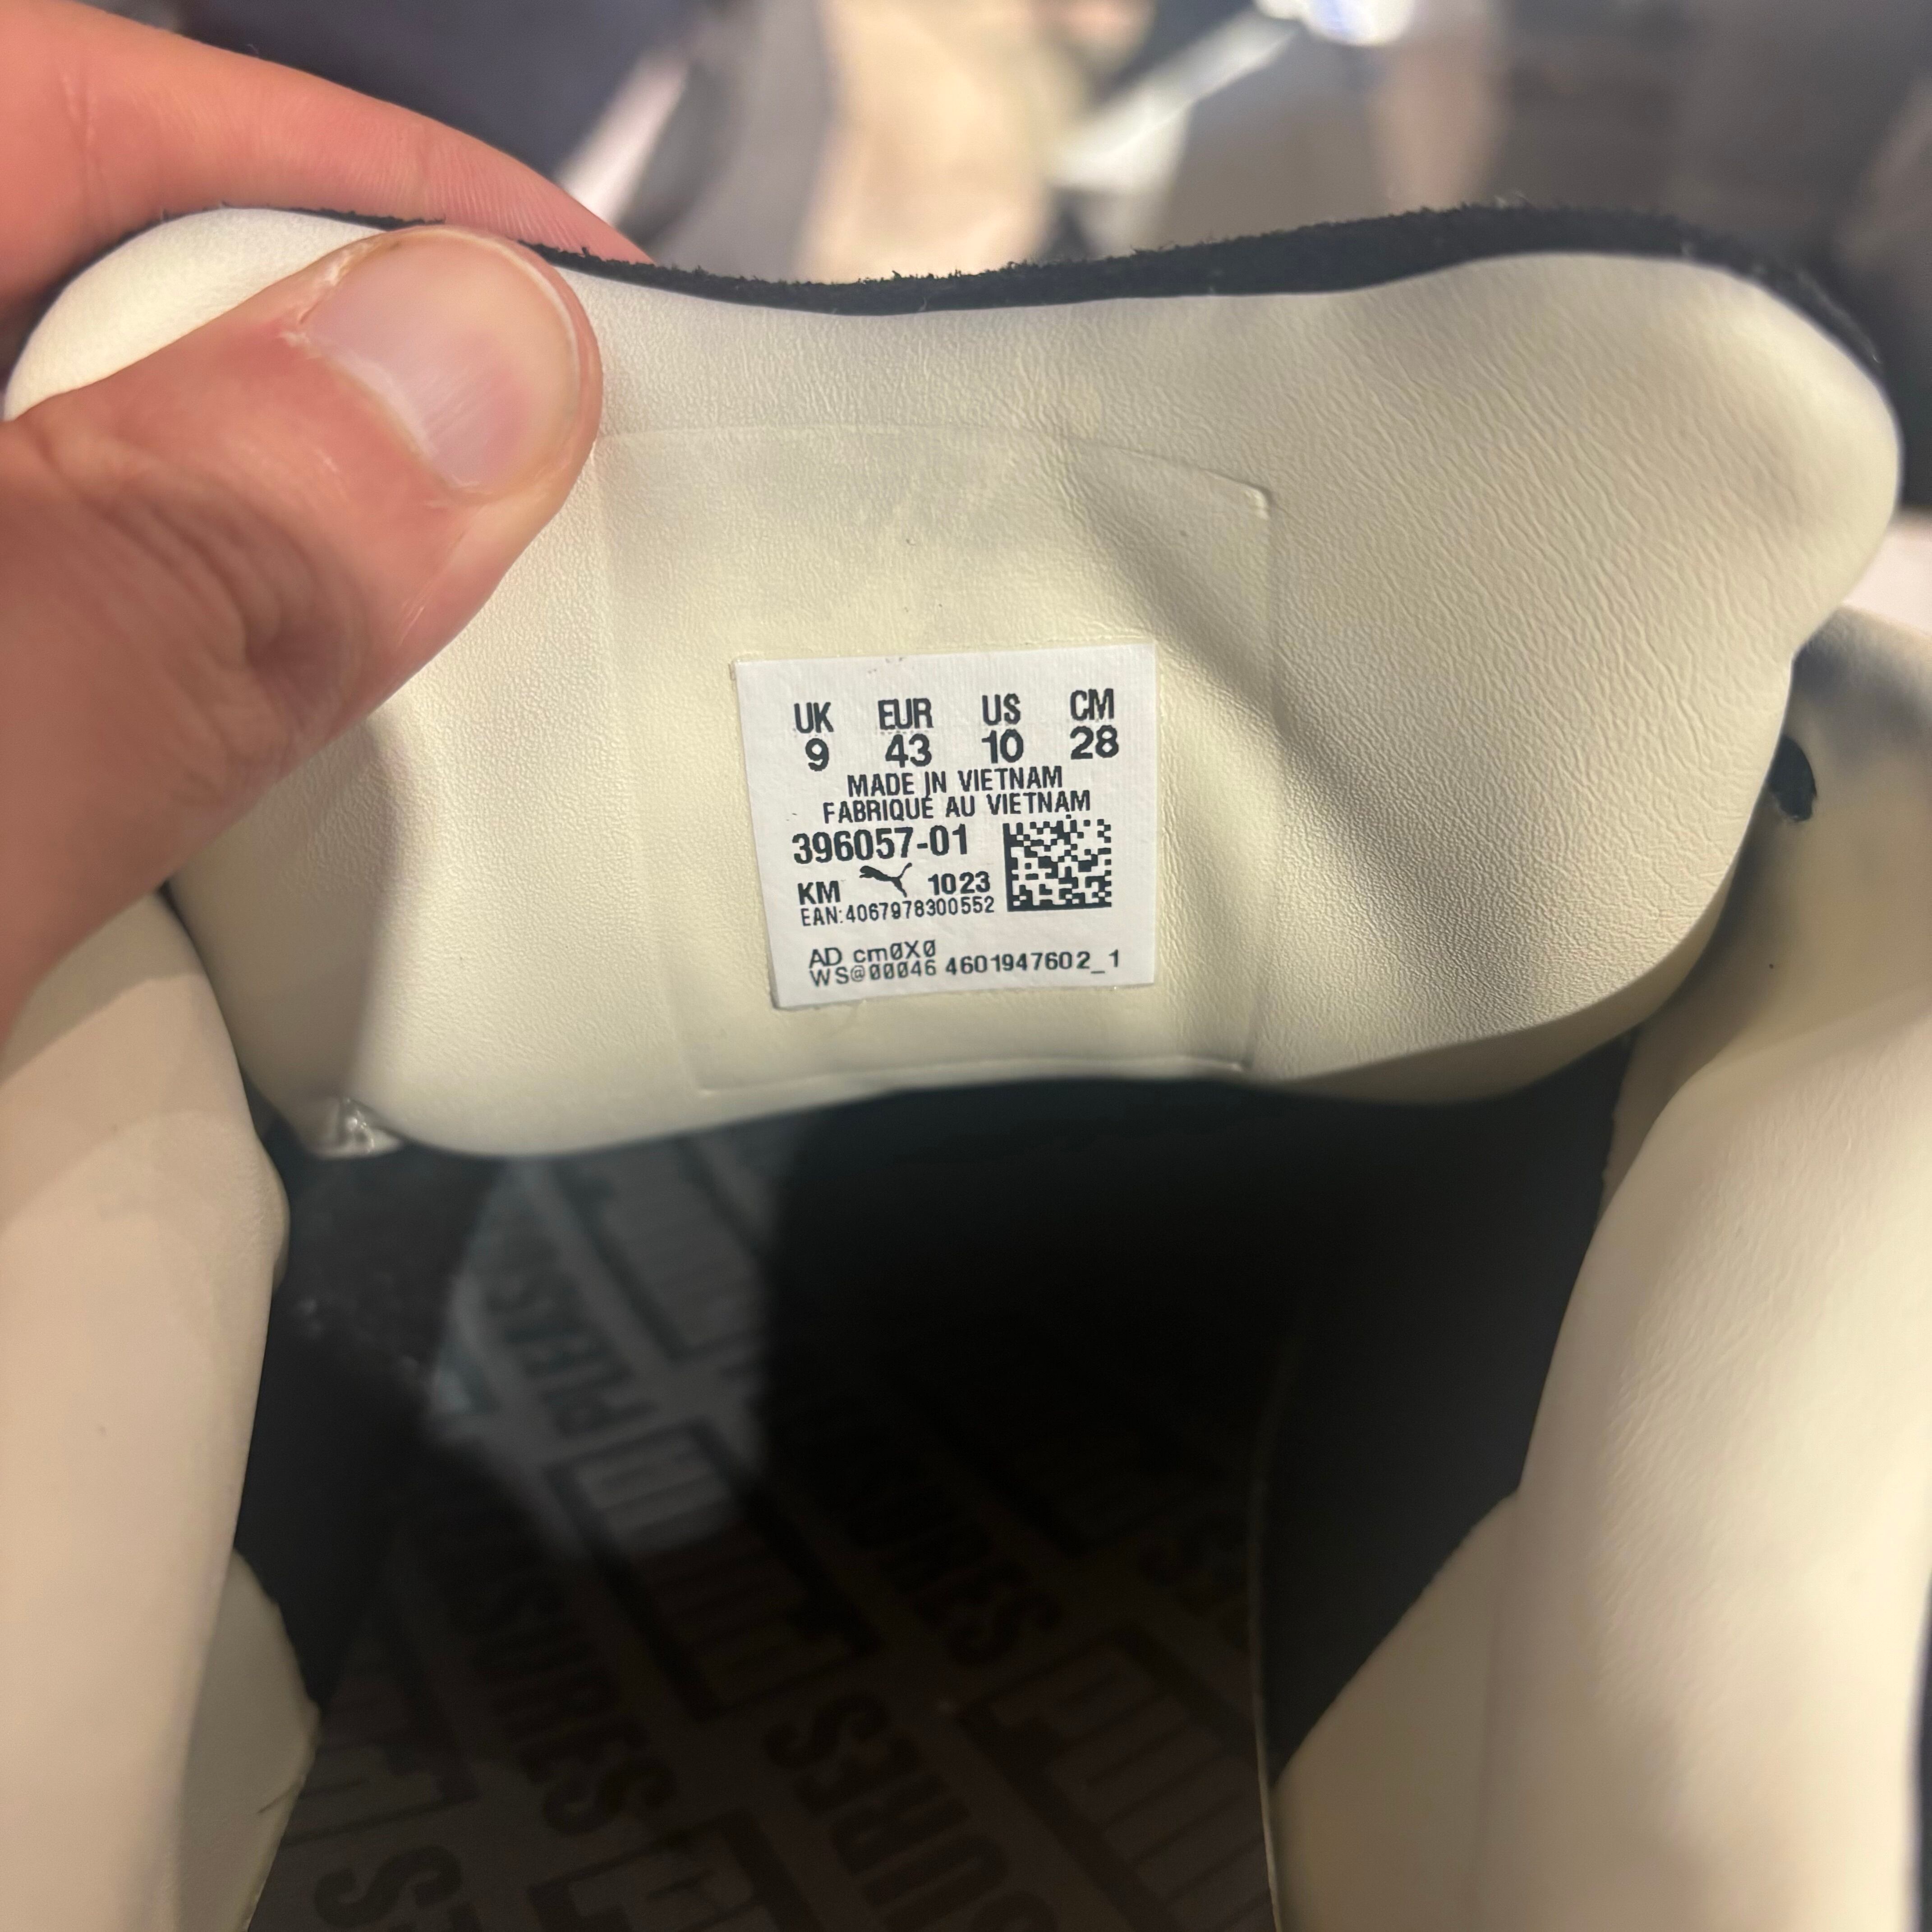 UK EUR US CM
9 43 10 28
MADE IN VIETNAM
FABRIQUÉ AU VIETNAM
396057-01
KM 1023
EAN:4067978300552
AD cm0X0
WS@00046 4601947602_1